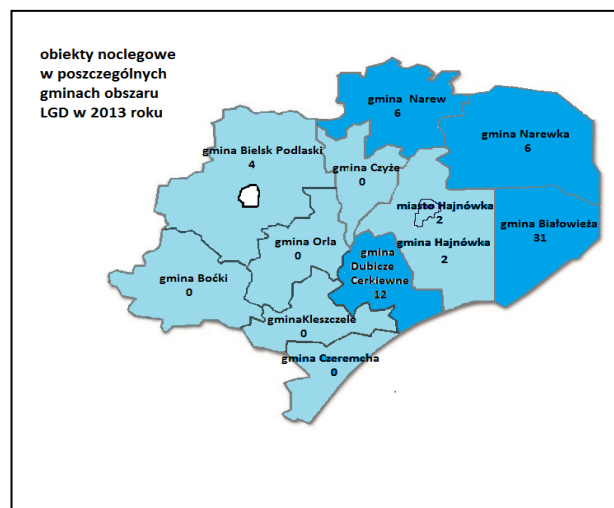 obiekty noclegowe
w poszczególnych
gminach obszaru
LGD w 2013 roku
gmina Narew
6
gmina Narewka
6
gmina Bielsk Podlaski
4
gmina Czyże
0
miasto Hajnówka
2
gmina Białowieża
31
gmina Orla
0
gmina Hajnówka
2
gmina
Dubicze
Cerkiewne
12
gmina Boćki
0
gminaKleszczele
0
gmina Czeremcha
0